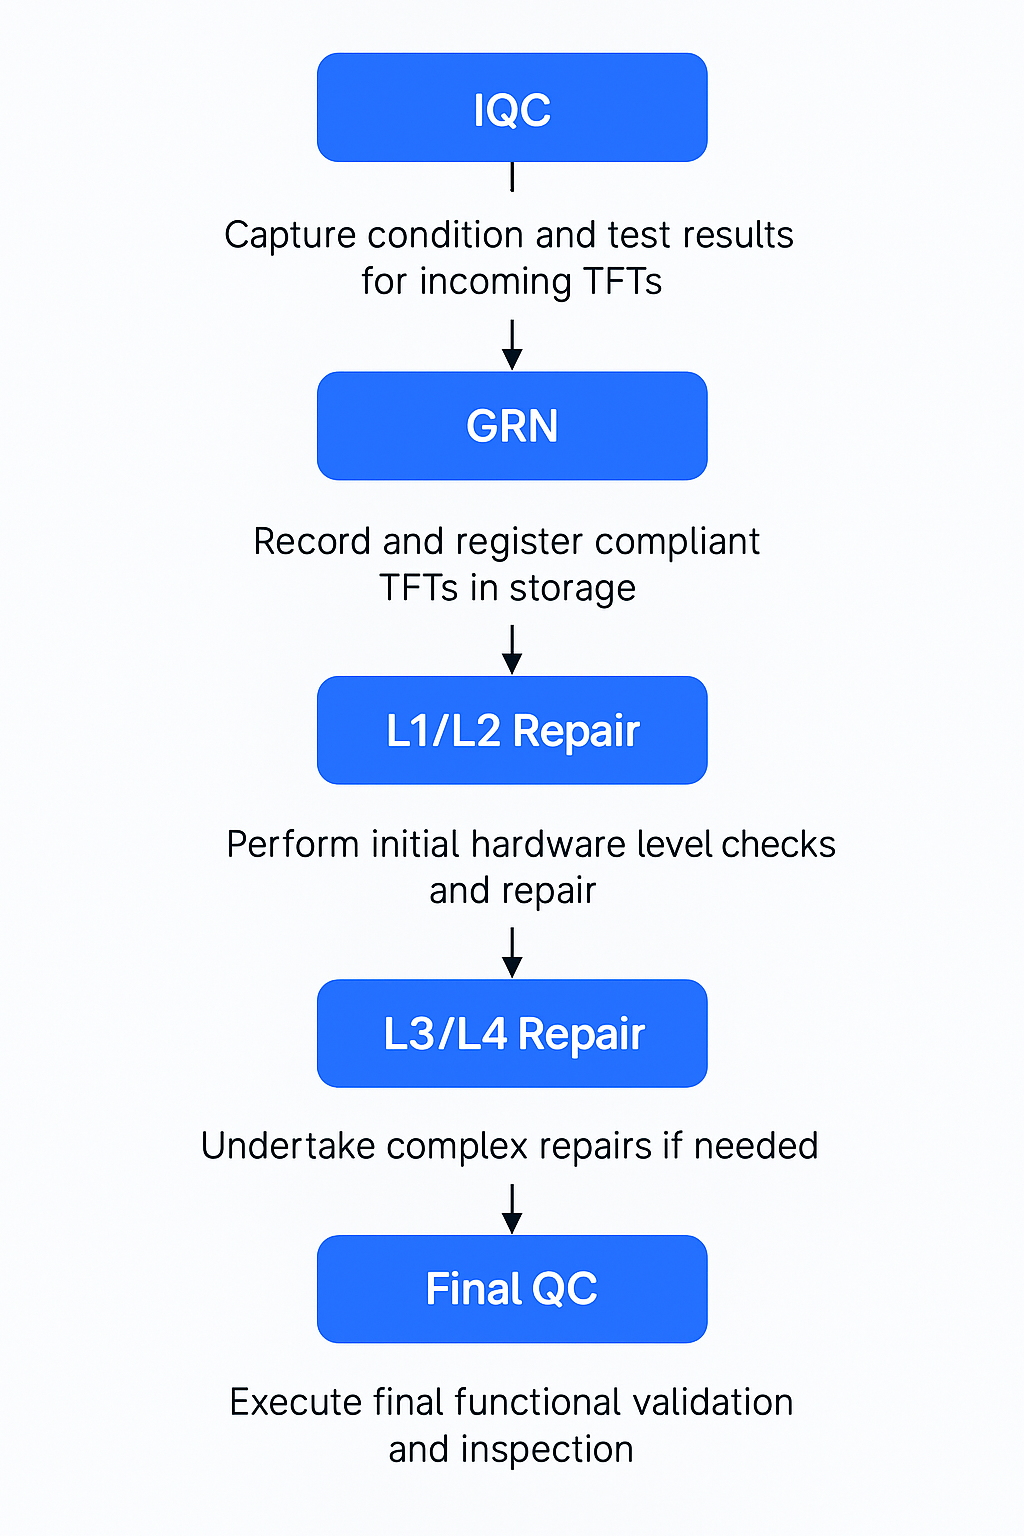 IQC
Capture condition and test results
for incoming TFTs
GRN
Record and register compliant
TFTs in storage
L1/L2 Repair
Perform initial hardware level checks
and repair
L3/L4 Repair
Undertake complex repairs if needed
Final QC
Execute final functional validation
and inspection